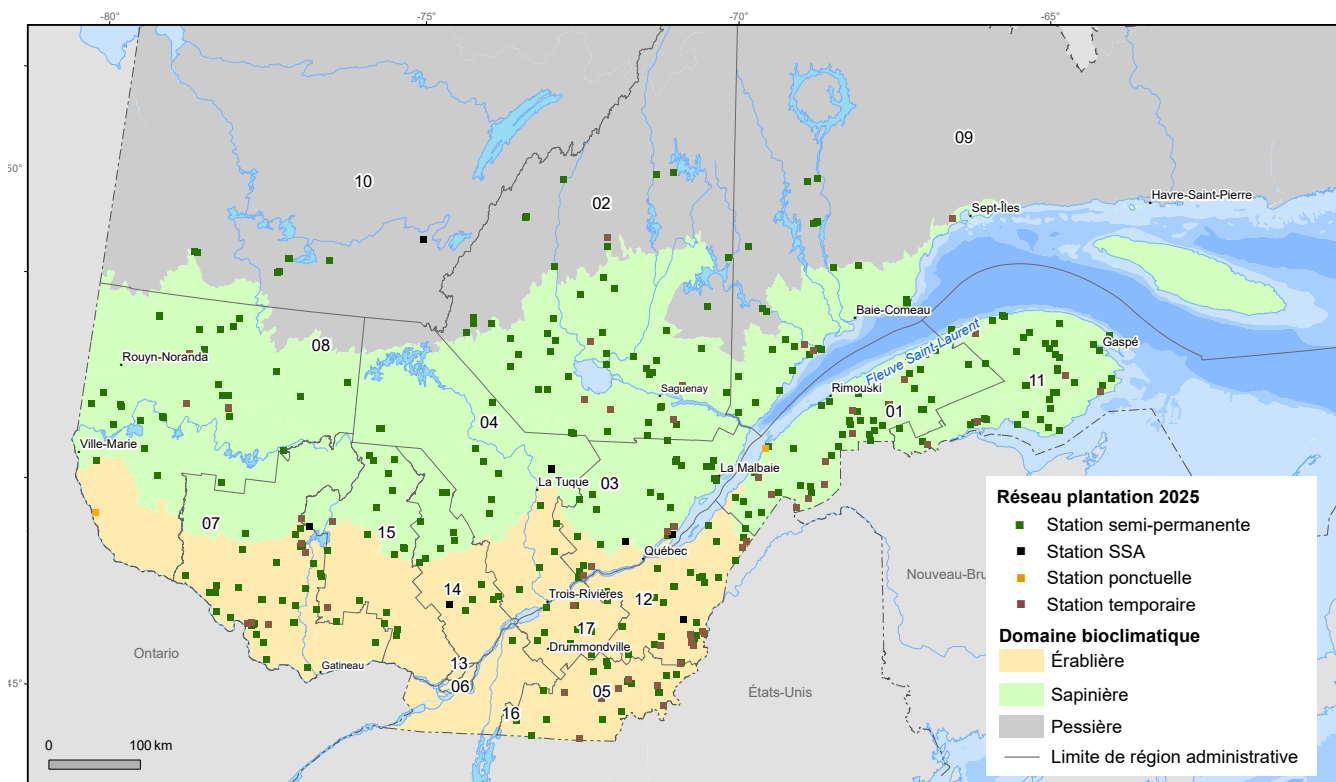 -80°
-75°
-70°
-65°
50°
10
02
09
Havre-Saint-Pierre
Sept-Îles
Baie-Comeau
Fleuve Saint-Laurent
Gaspé
08
Rouyn-Noranda
Saguenay
Rimouski
11
01
04
Ville-Marie
La Malbaie
La Tuque
03
07
15
Québec
Nouveau-Bru
14
Trois-Rivières
12
17
Drummondville
Ontario
Gatineau
13
06
45°
05
16
États-Unis
0
100 km
Réseau plantation 2025
Station semi-permanente
Station SSA
Station ponctuelle
Station temporaire
Domaine bioclimatique
Érablière
Sapinière
Pessière
Limite de région administrative